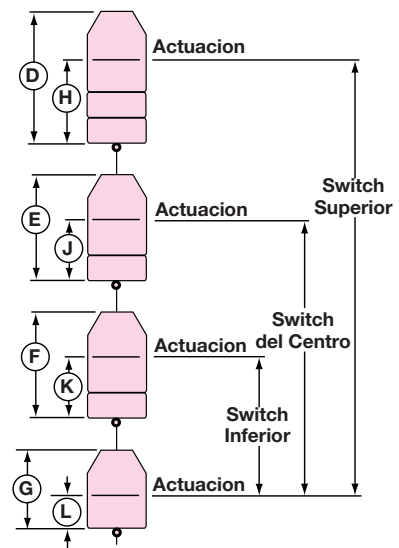 Actuacion
D
H
Switch
Superior
Actuacion
E
J
Switch
del Centro
Actuacion
F
K
Switch
Inferior
Actuacion
G
L